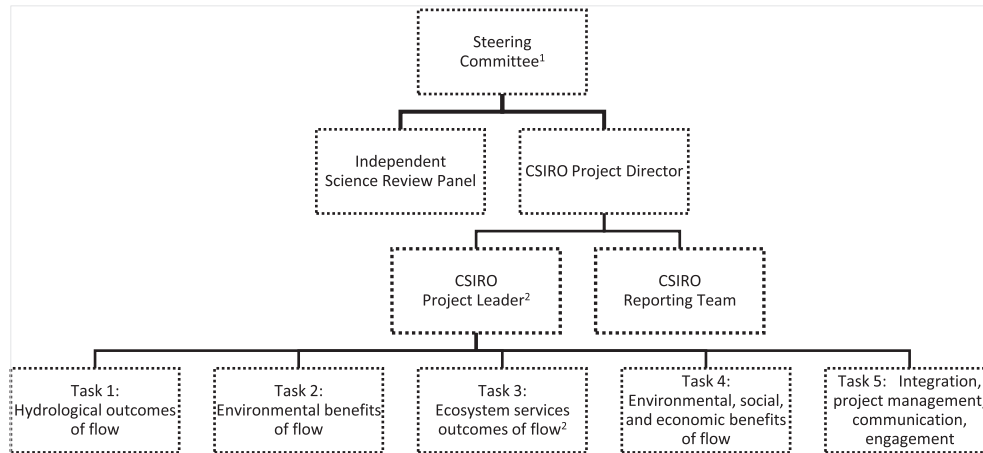 Steering
Committee¹
Independent
Science Review Panel
CSIRO Project Director
CSIRO
Project Leader²
CSIRO
Reporting Team
Task 1:
Hydrological outcomes
of flow
Task 2:
Environmental benefits
of flow
Task 3:
Ecosystem services
outcomes of flow²
Task 4:
Environmental, social,
and economic benefits
of flow
Task 5: Integration,
project management,
communication,
engagement